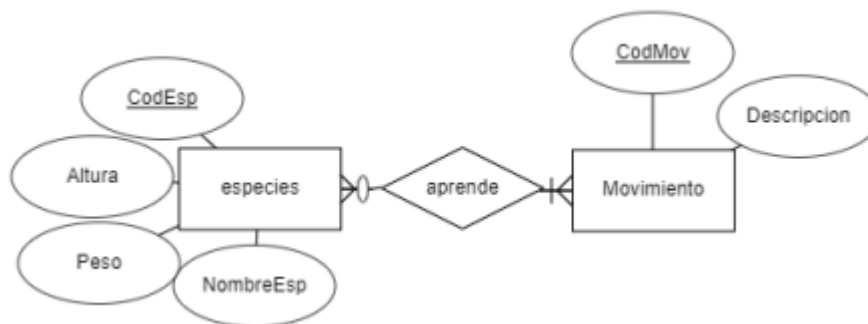 CodMov
CodEsp
Descripcion
Altura
especies
aprende
Movimiento
Peso
NombreEsp